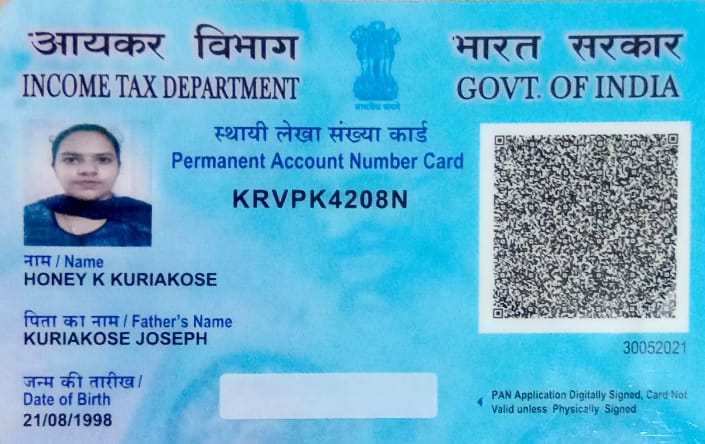 आयकर विभाग
INCOME TAX DEPARTMENT
भारत सरकार
GOVT. OF INDIA
सत्यमेव जयते
स्थायी लेखा संख्या कार्ड
Permanent Account Number Card
KRVPK4208N
नाम / Name
HONEY K KURIAKOSE
पिता का नाम / Father's Name
KURIAKOSE JOSEPH
जन्म की तारीख /
Date of Birth
21/08/1998
30052021
PAN Application Digitally Signed, Card Not
Valid unless Physically Signed